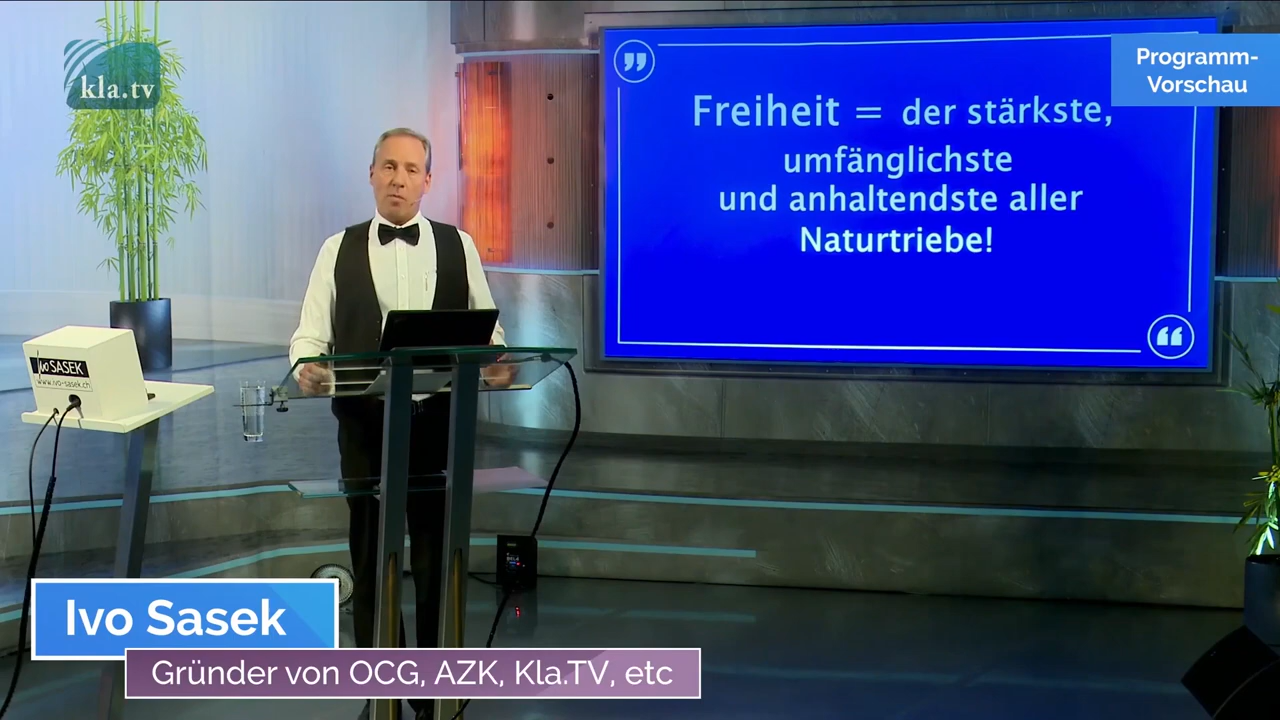 kla.tv
Programm-
Vorschau
„
Freiheit = der stärkste,
umfänglichste
und anhaltendste aller
Naturtriebe!
“
Ivo SASEK
www.ivo-sasek.ch
Ivo Sasek
Gründer von OCG, AZK, Kla.TV, etc